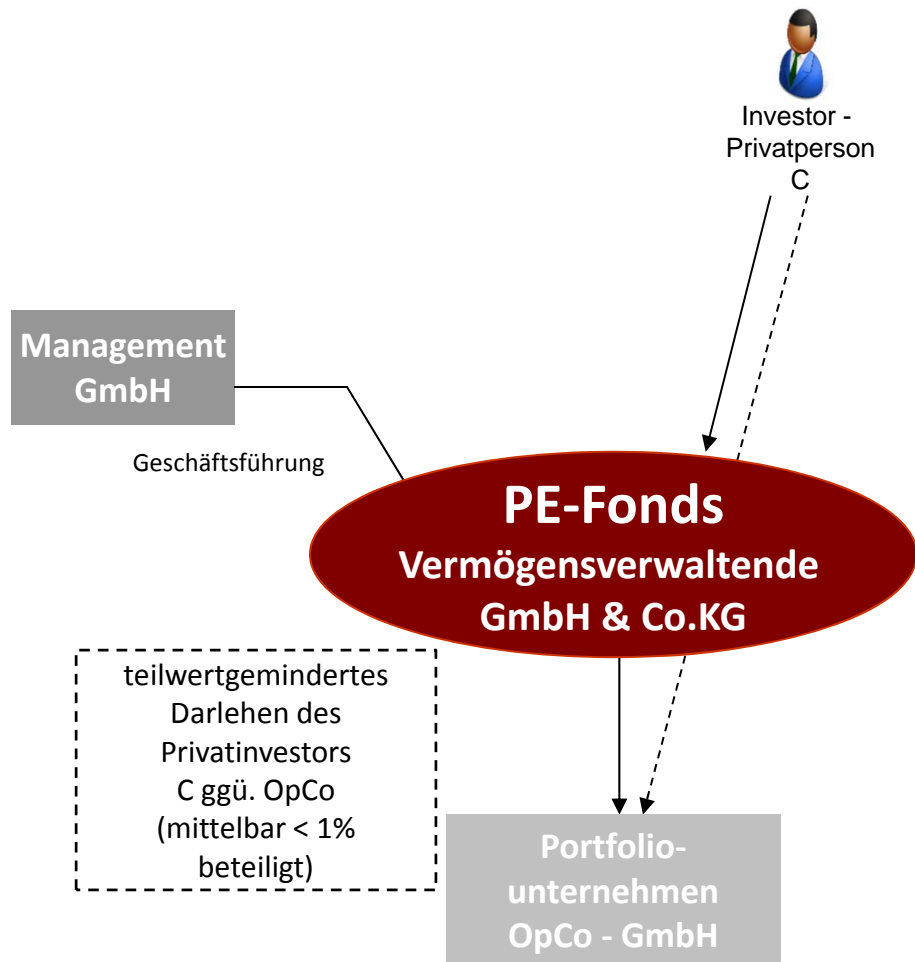 Investor -
Privatperson
C
Management
GmbH
Geschäftsführung
PE-Fonds
Vermögensverwaltende
GmbH & Co.KG
teilwertgemindertes
Darlehen des
Privatinvestors
C ggü. OpCo
(mittelbar < 1%
beteiligt)
Portfolio-
unternehmen
OpCo - GmbH